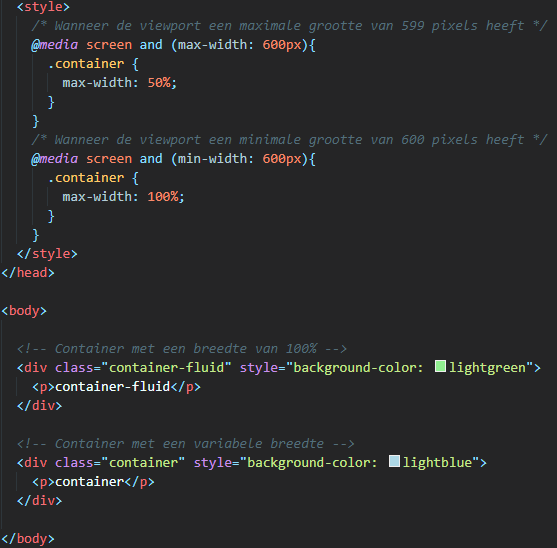 <style>
/* Wanneer de viewport een maximale grootte van 599 pixels heeft */
@media screen and (max-width: 600px){
.container {
max-width: 50%;
}
}
/* Wanneer de viewport een minimale grootte van 600 pixels heeft */
@media screen and (min-width: 600px){
.container {
max-width: 100%;
}
}
</style>
</head>
<body>
<!-- Container met een breedte van 100% -->
<div class="container-fluid" style="background-color: lightgreen">
<p>container-fluid</p>
</div>
<!-- Container met een variabele breedte -->
<div class="container" style="background-color: lightblue">
<p>container</p>
</div>
</body>